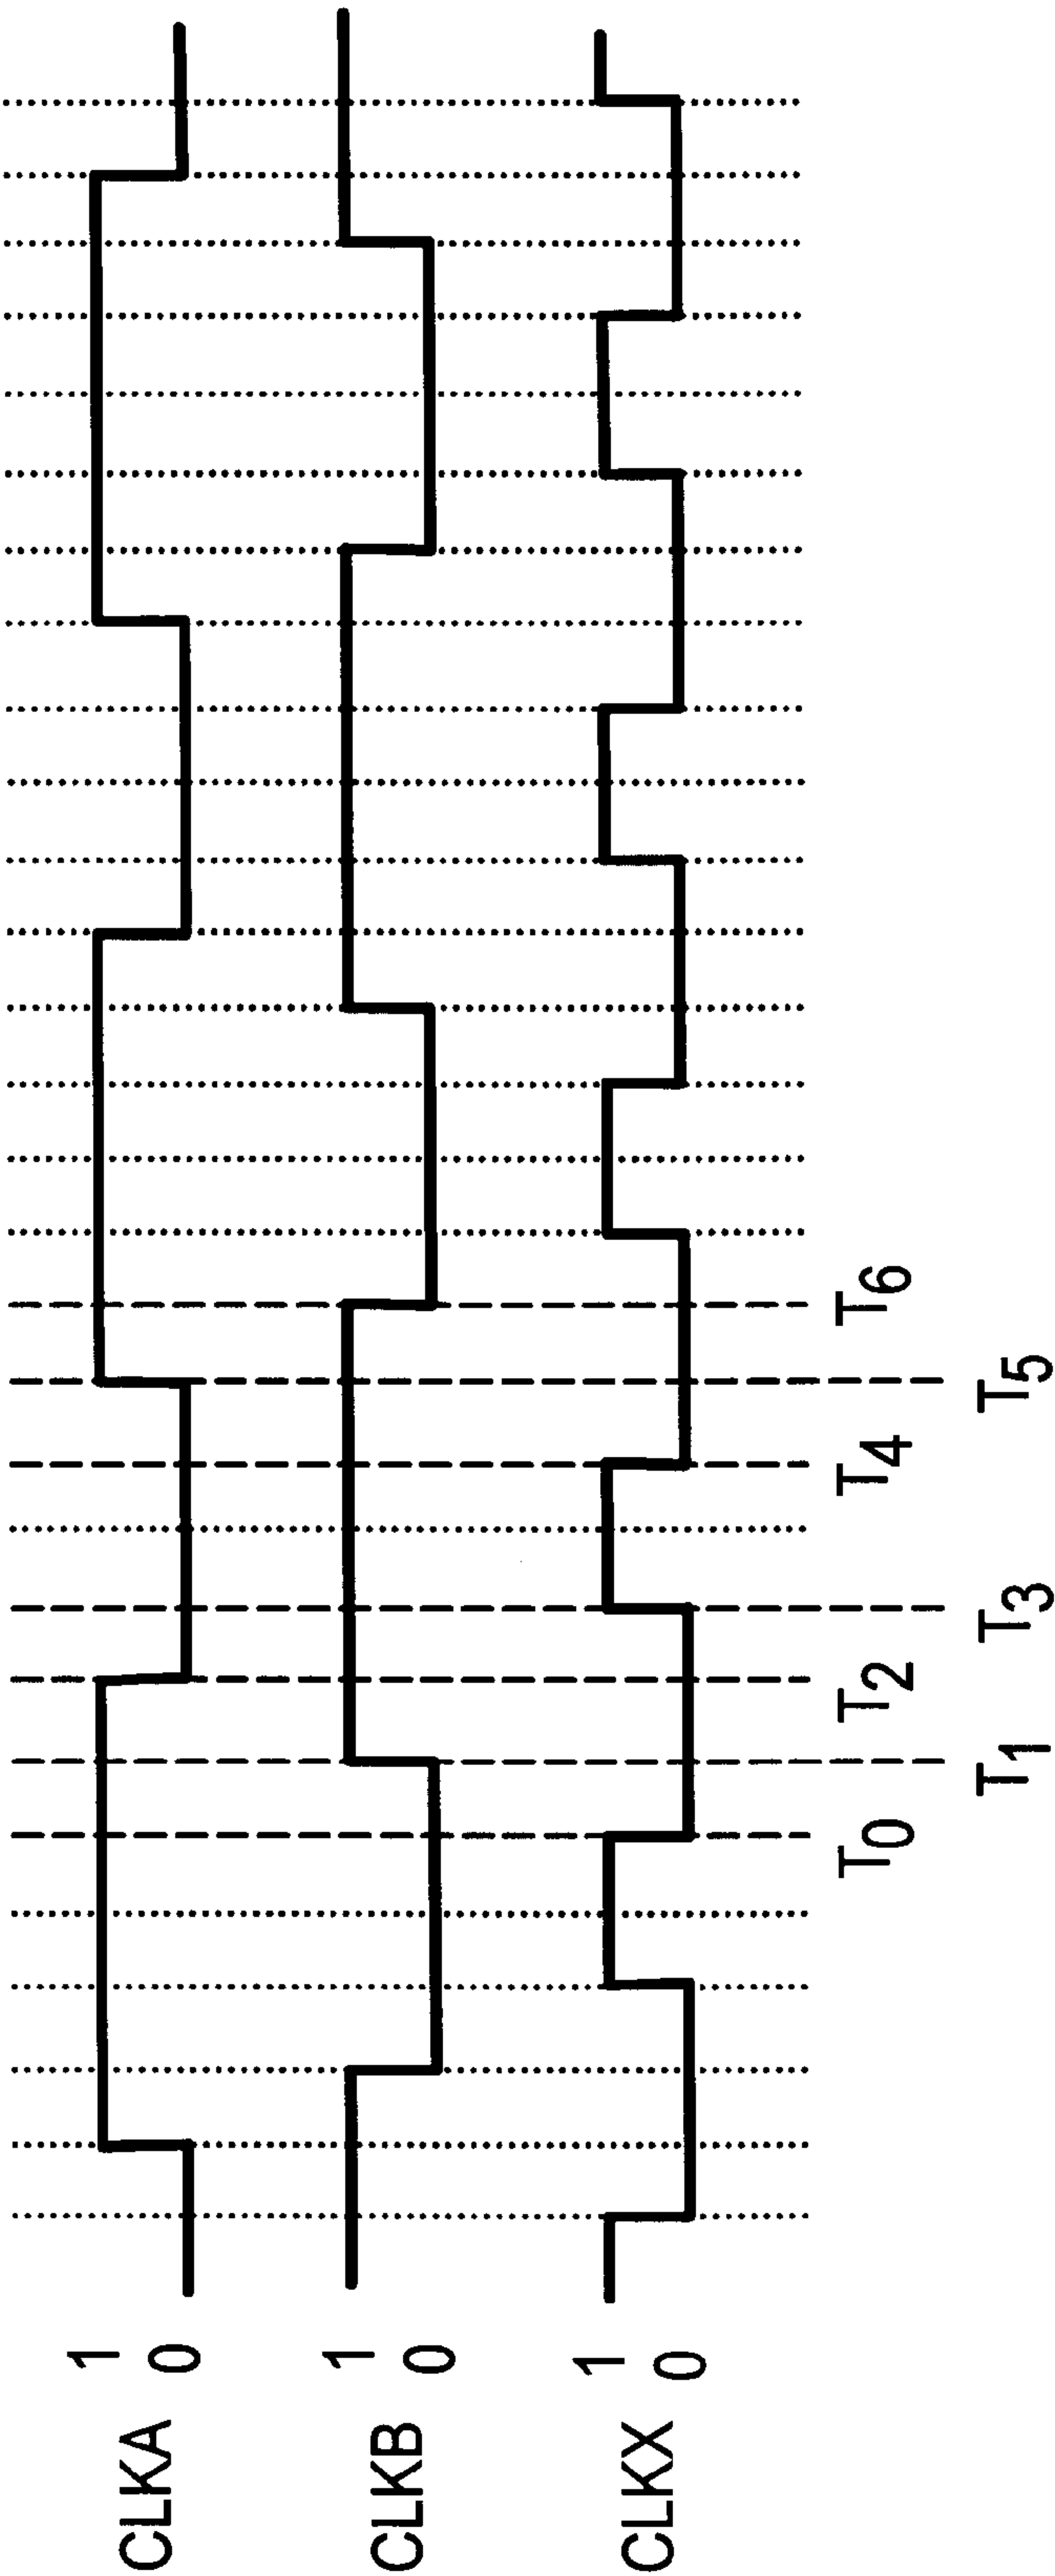 CLKA 1 0
CLKB 1 0
CLKX 1 0
T0 T1 T2 T3 T4 T5 T6